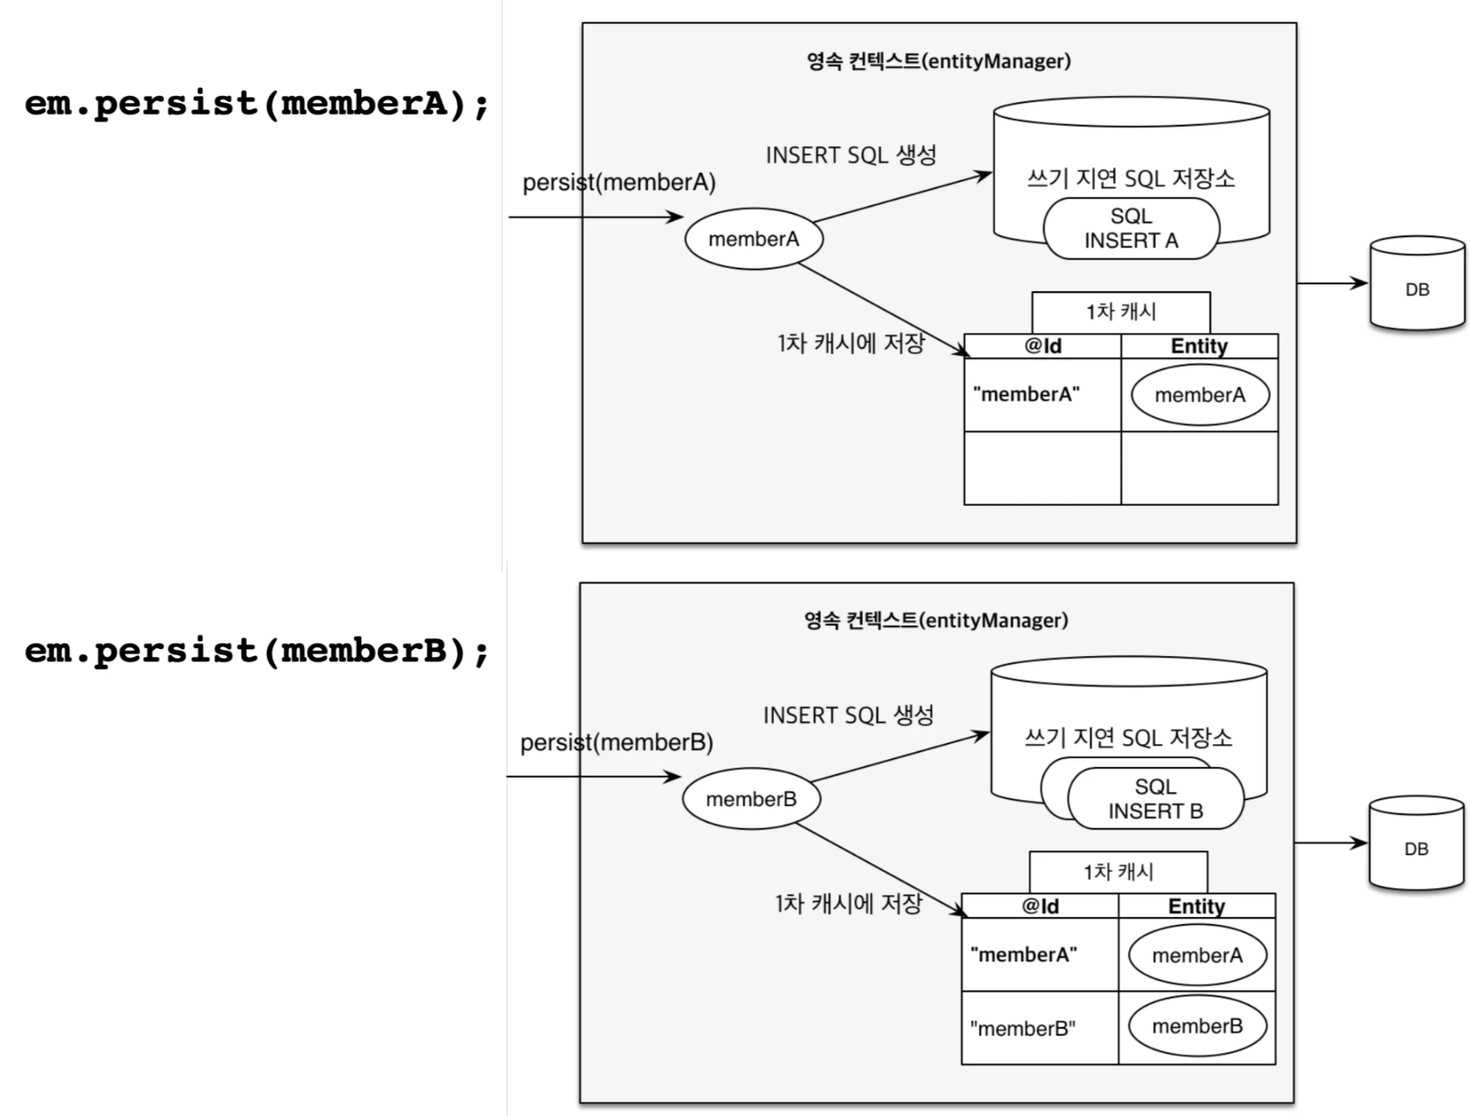 em.persist(memberA);
영속 컨텍스트(entityManager)
INSERT SQL 생성
persist(memberA)
memberA
쓰기 지연 SQL 저장소
SQL
INSERT A
DB
1차 캐시에 저장
1차 캐시
@Id Entity
"memberA" memberA
em.persist(memberB);
영속 컨텍스트(entityManager)
INSERT SQL 생성
persist(memberB)
memberB
쓰기 지연 SQL 저장소
SQL
INSERT B
DB
1차 캐시에 저장
1차 캐시
@Id Entity
"memberA" memberA
"memberB" memberB